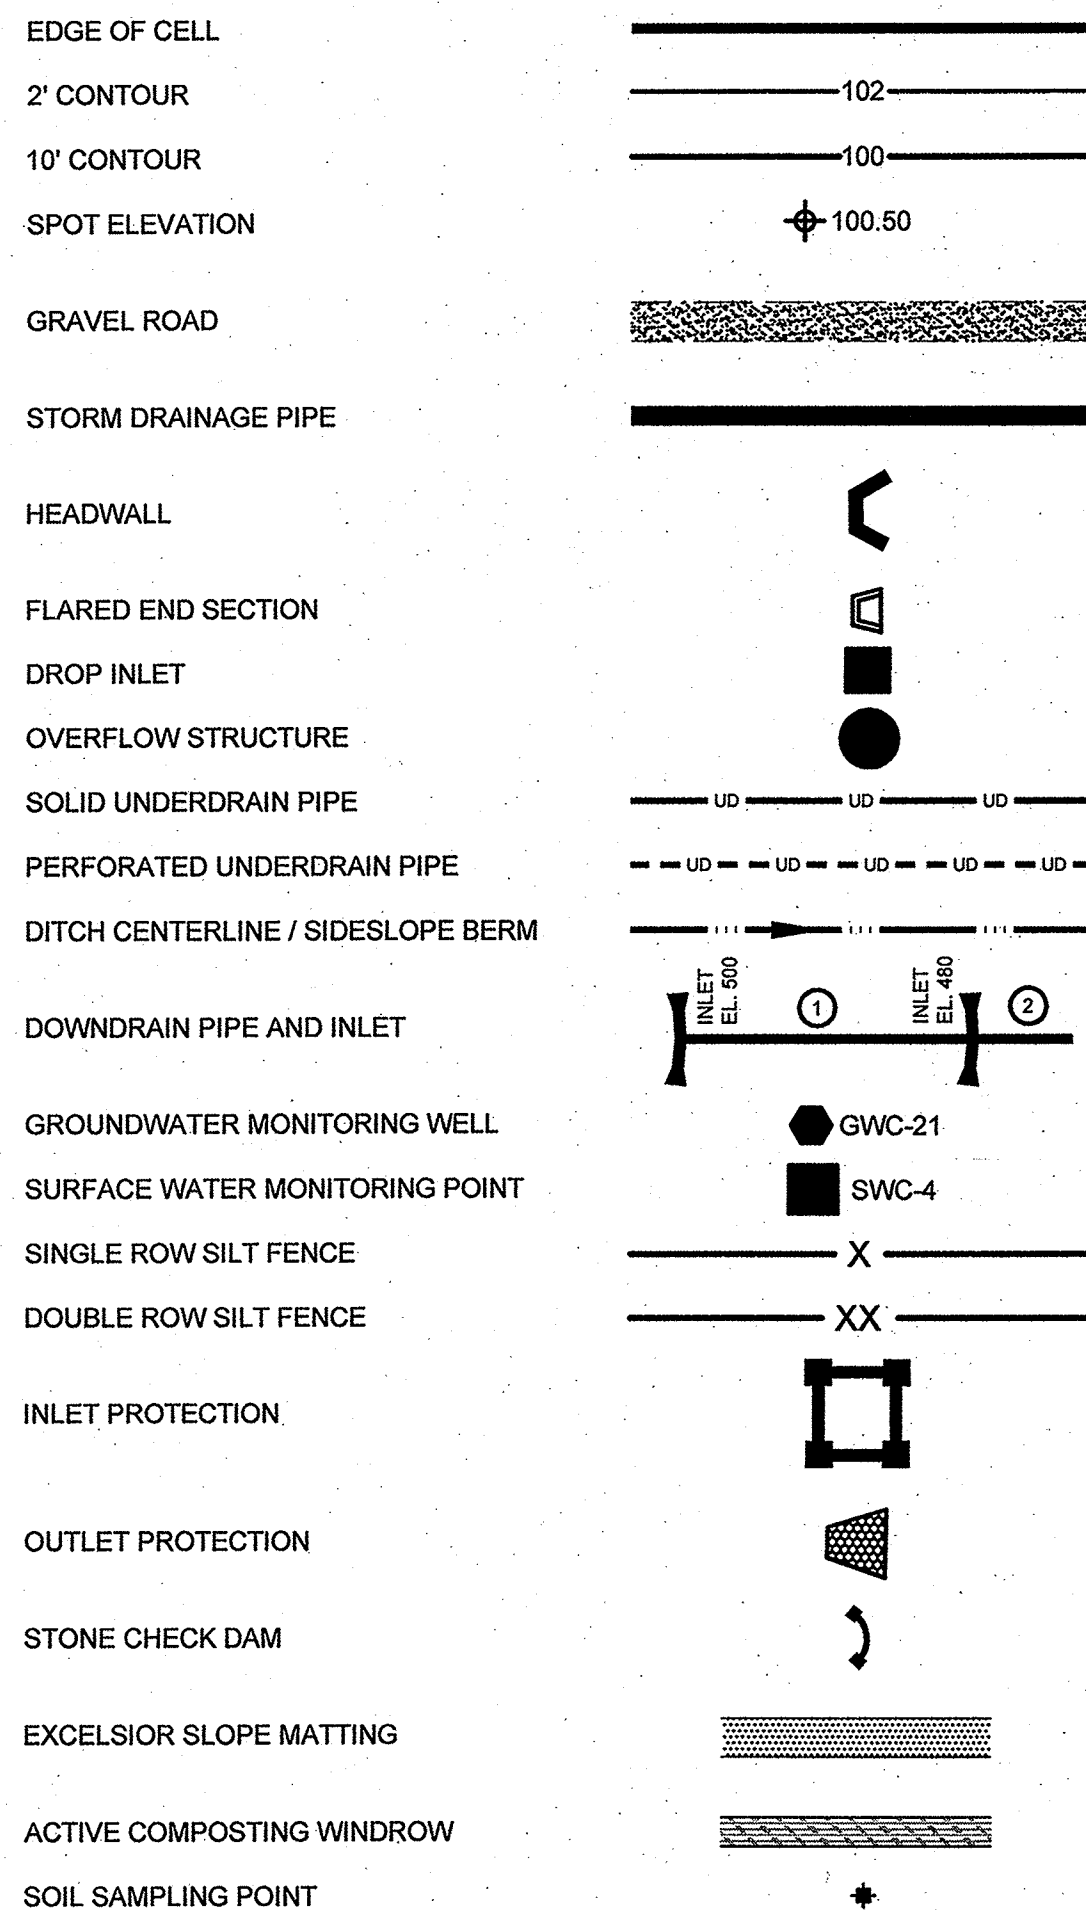 EDGE OF CELL
2' CONTOUR 102
10' CONTOUR 100
SPOT ELEVATION 100.50
GRAVEL ROAD
STORM DRAINAGE PIPE
HEADWALL
FLARED END SECTION
DROP INLET
OVERFLOW STRUCTURE
SOLID UNDERDRAIN PIPE UD UD UD
PERFORATED UNDERDRAIN PIPE UD UD UD UD UD
DITCH CENTERLINE / SIDESLOPE BERM
INLET
EL. 500
1
INLET
EL. 480
2
DOWNDRAIN PIPE AND INLET
GROUNDWATER MONITORING WELL GWC-21
SURFACE WATER MONITORING POINT SWC-4
SINGLE ROW SILT FENCE X
DOUBLE ROW SILT FENCE XX
INLET PROTECTION
OUTLET PROTECTION
STONE CHECK DAM
EXCELSIOR SLOPE MATTING
ACTIVE COMPOSTING WINDROW
SOIL SAMPLING POINT